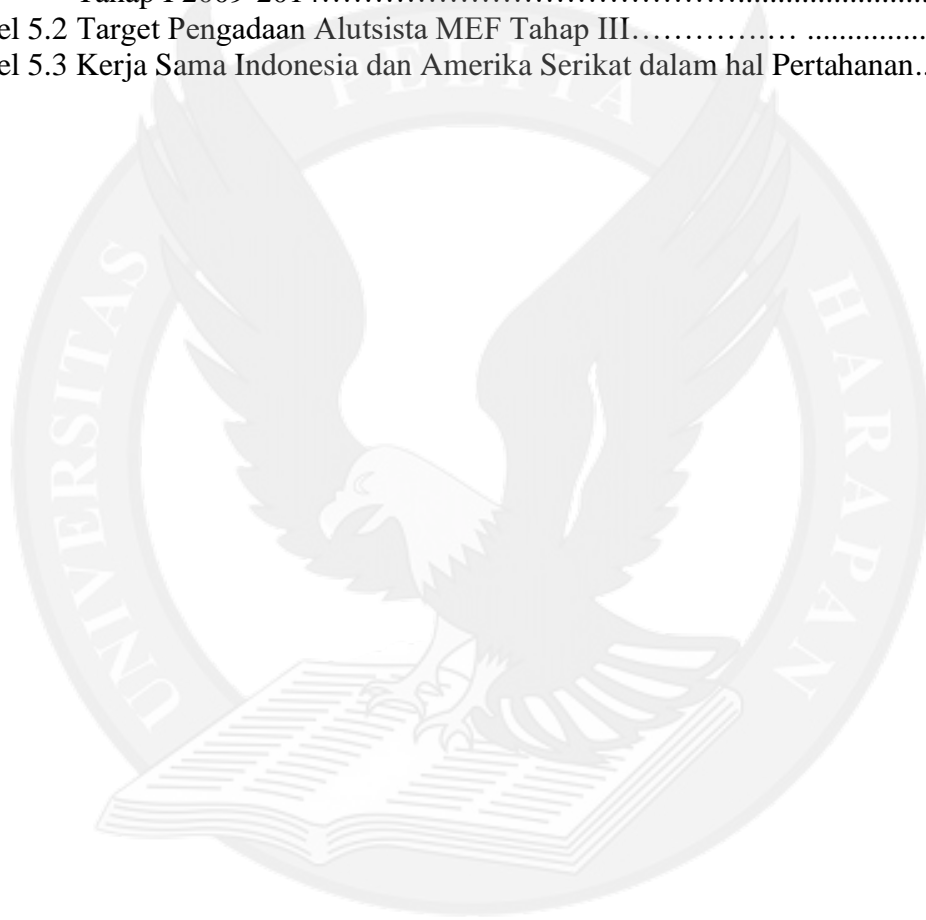 Tahap I 2009-2014………………………………………......................
el 5.2 Target Pengadaan Alutsista MEF Tahap III………….… ...............
el 5.3 Kerja Sama Indonesia dan Amerika Serikat dalam hal Pertahanan..
UNIVERSITAS PELITA HARAPAN